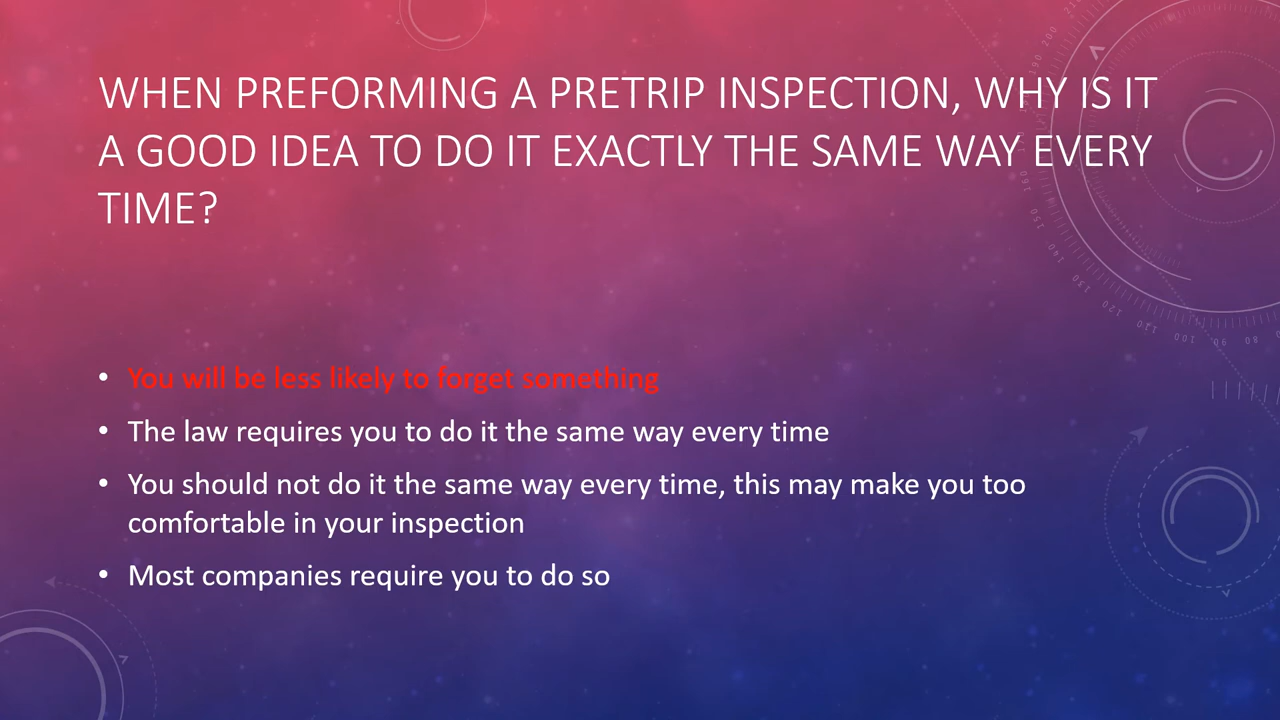 WHEN PREFORMING A PRETRIP INSPECTION, WHY IS IT
A GOOD IDEA TO DO IT EXACTLY THE SAME WAY EVERY
TIME?
• You will be less likely to forget something
• The law requires you to do it the same way every time
• You should not do it the same way every time, this may make you too
comfortable in your inspection
• Most companies require you to do so